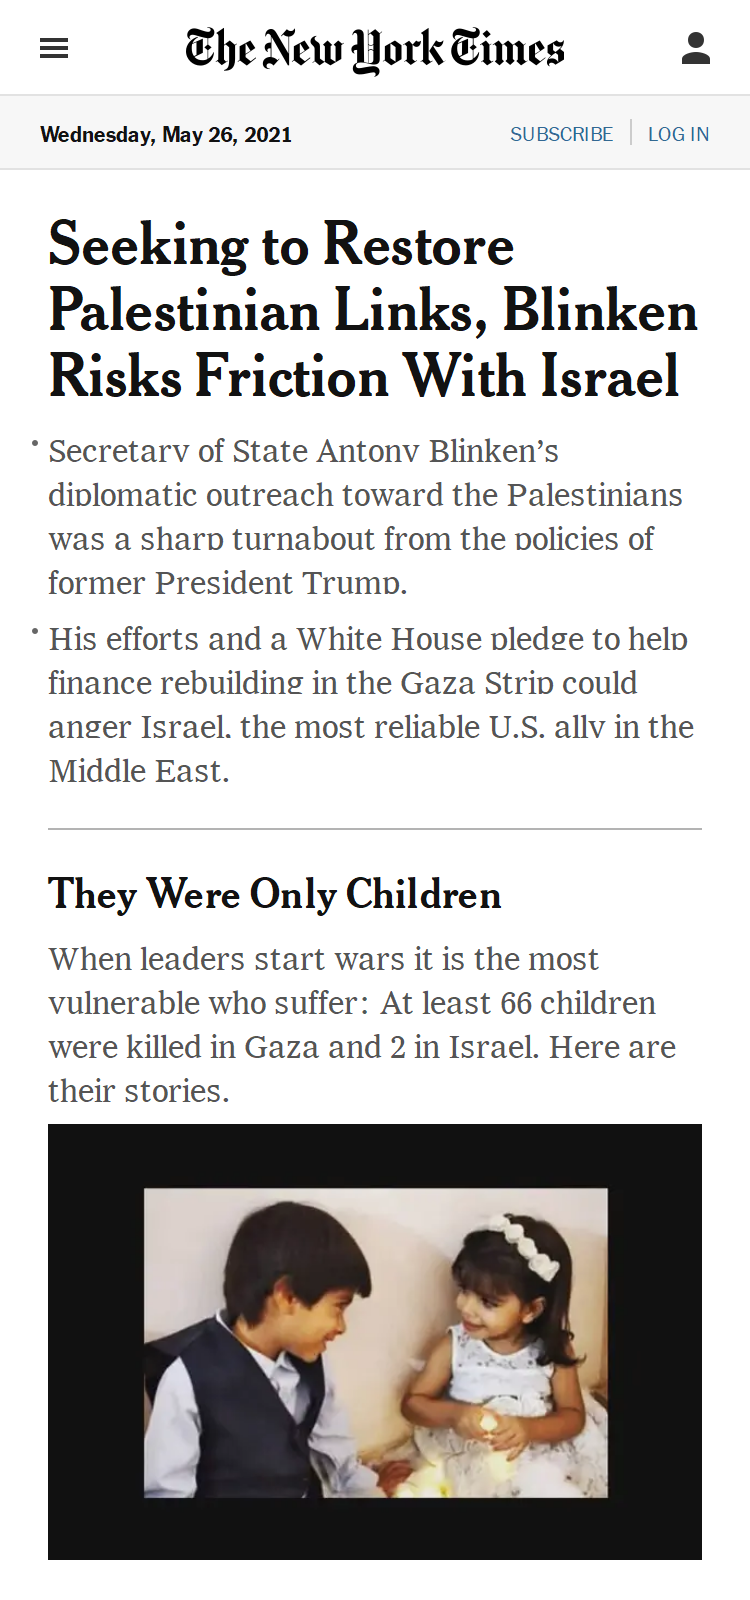 The New York Times
Wednesday, May 26, 2021
SUBSCRIBE
LOG IN
Seeking to Restore
Palestinian Links, Blinken
Risks Friction With Israel
Secretary of State Antony Blinken’s
diplomatic outreach toward the Palestinians
was a sharp turnabout from the policies of
former President Trump.
His efforts and a White House pledge to help
finance rebuilding in the Gaza Strip could
anger Israel, the most reliable U.S. ally in the
Middle East.
They Were Only Children
When leaders start wars it is the most
vulnerable who suffer: At least 66 children
were killed in Gaza and 2 in Israel. Here are
their stories.